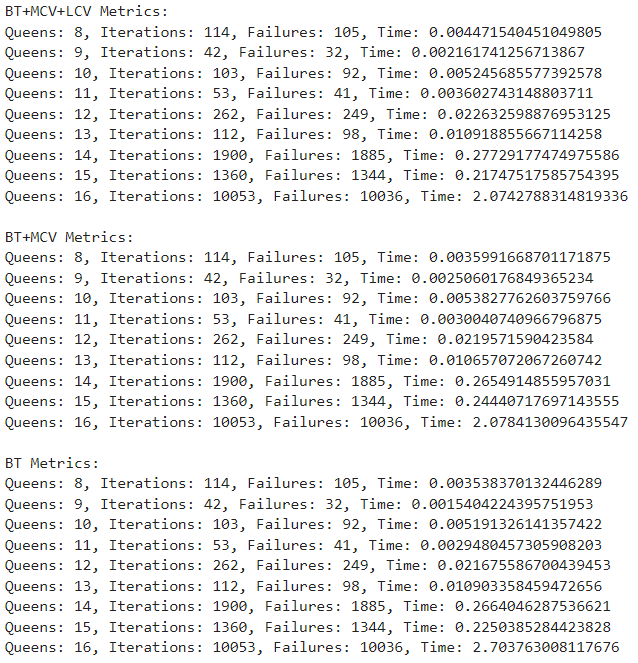 BT+MCV+LCV Metrics:
Queens: 8, Iterations: 114, Failures: 105, Time: 0.004471540451049805
Queens: 9, Iterations: 42, Failures: 32, Time: 0.002161741256713867
Queens: 10, Iterations: 103, Failures: 92, Time: 0.005245685577392578
Queens: 11, Iterations: 53, Failures: 41, Time: 0.003602743148803711
Queens: 12, Iterations: 262, Failures: 249, Time: 0.022632598876953125
Queens: 13, Iterations: 112, Failures: 98, Time: 0.010918855667114258
Queens: 14, Iterations: 1900, Failures: 1885, Time: 0.27729177474975586
Queens: 15, Iterations: 1360, Failures: 1344, Time: 0.21747517585754395
Queens: 16, Iterations: 10053, Failures: 10036, Time: 2.0742788314819336
BT+MCV Metrics:
Queens: 8, Iterations: 114, Failures: 105, Time: 0.0035991668701171875
Queens: 9, Iterations: 42, Failures: 32, Time: 0.0025060176849365234
Queens: 10, Iterations: 103, Failures: 92, Time: 0.0053827762603759766
Queens: 11, Iterations: 53, Failures: 41, Time: 0.0030040740966796875
Queens: 12, Iterations: 262, Failures: 249, Time: 0.0219571590423584
Queens: 13, Iterations: 112, Failures: 98, Time: 0.010657072067260742
Queens: 14, Iterations: 1900, Failures: 1885, Time: 0.2654914855957031
Queens: 15, Iterations: 1360, Failures: 1344, Time: 0.24440717697143555
Queens: 16, Iterations: 10053, Failures: 10036, Time: 2.0784130096435547
BT Metrics:
Queens: 8, Iterations: 114, Failures: 105, Time: 0.003538370132446289
Queens: 9, Iterations: 42, Failures: 32, Time: 0.0015404224395751953
Queens: 10, Iterations: 103, Failures: 92, Time: 0.005191326141357422
Queens: 11, Iterations: 53, Failures: 41, Time: 0.0029480457305908203
Queens: 12, Iterations: 262, Failures: 249, Time: 0.021675586700439453
Queens: 13, Iterations: 112, Failures: 98, Time: 0.010903358459472656
Queens: 14, Iterations: 1900, Failures: 1885, Time: 0.2664046287536621
Queens: 15, Iterations: 1360, Failures: 1344, Time: 0.2250385284423828
Queens: 16, Iterations: 10053, Failures: 10036, Time: 2.703763008117676